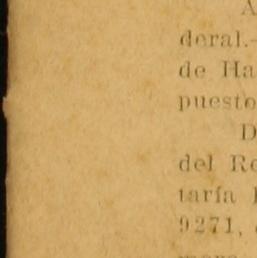 A
deral.-
de Ha
puesto
D
del Re
taría
9271,